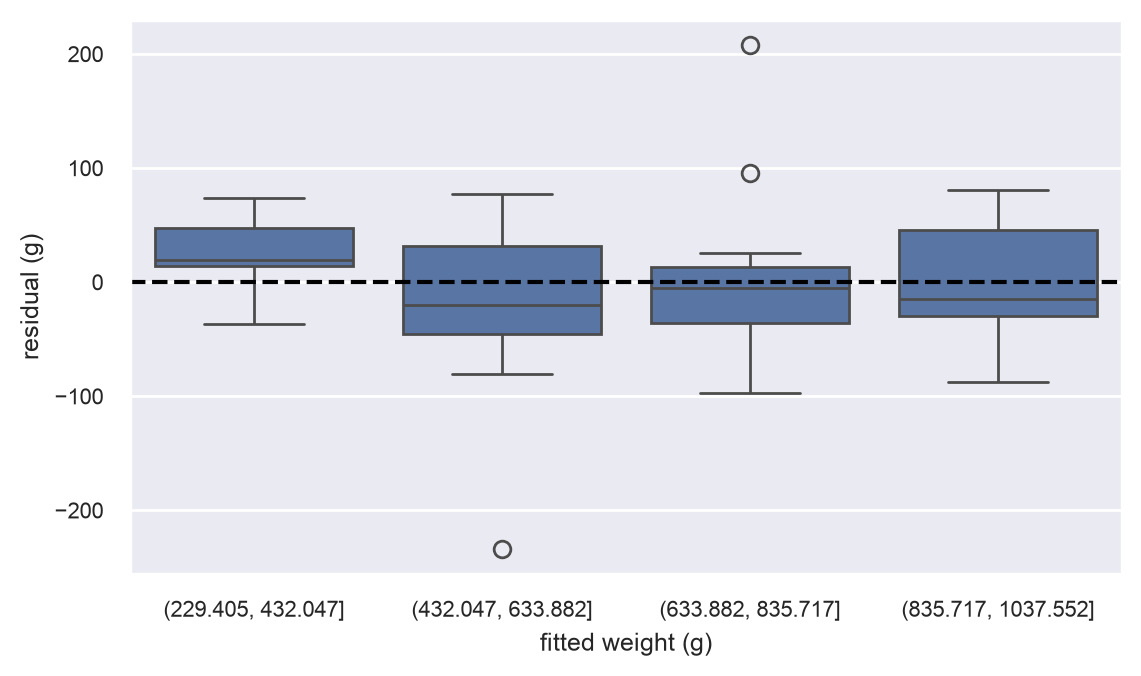 200
100
0
−100
−200
residual (g)
(229.405, 432.047] (432.047, 633.882] (633.882, 835.717] (835.717, 1037.552]
fitted weight (g)